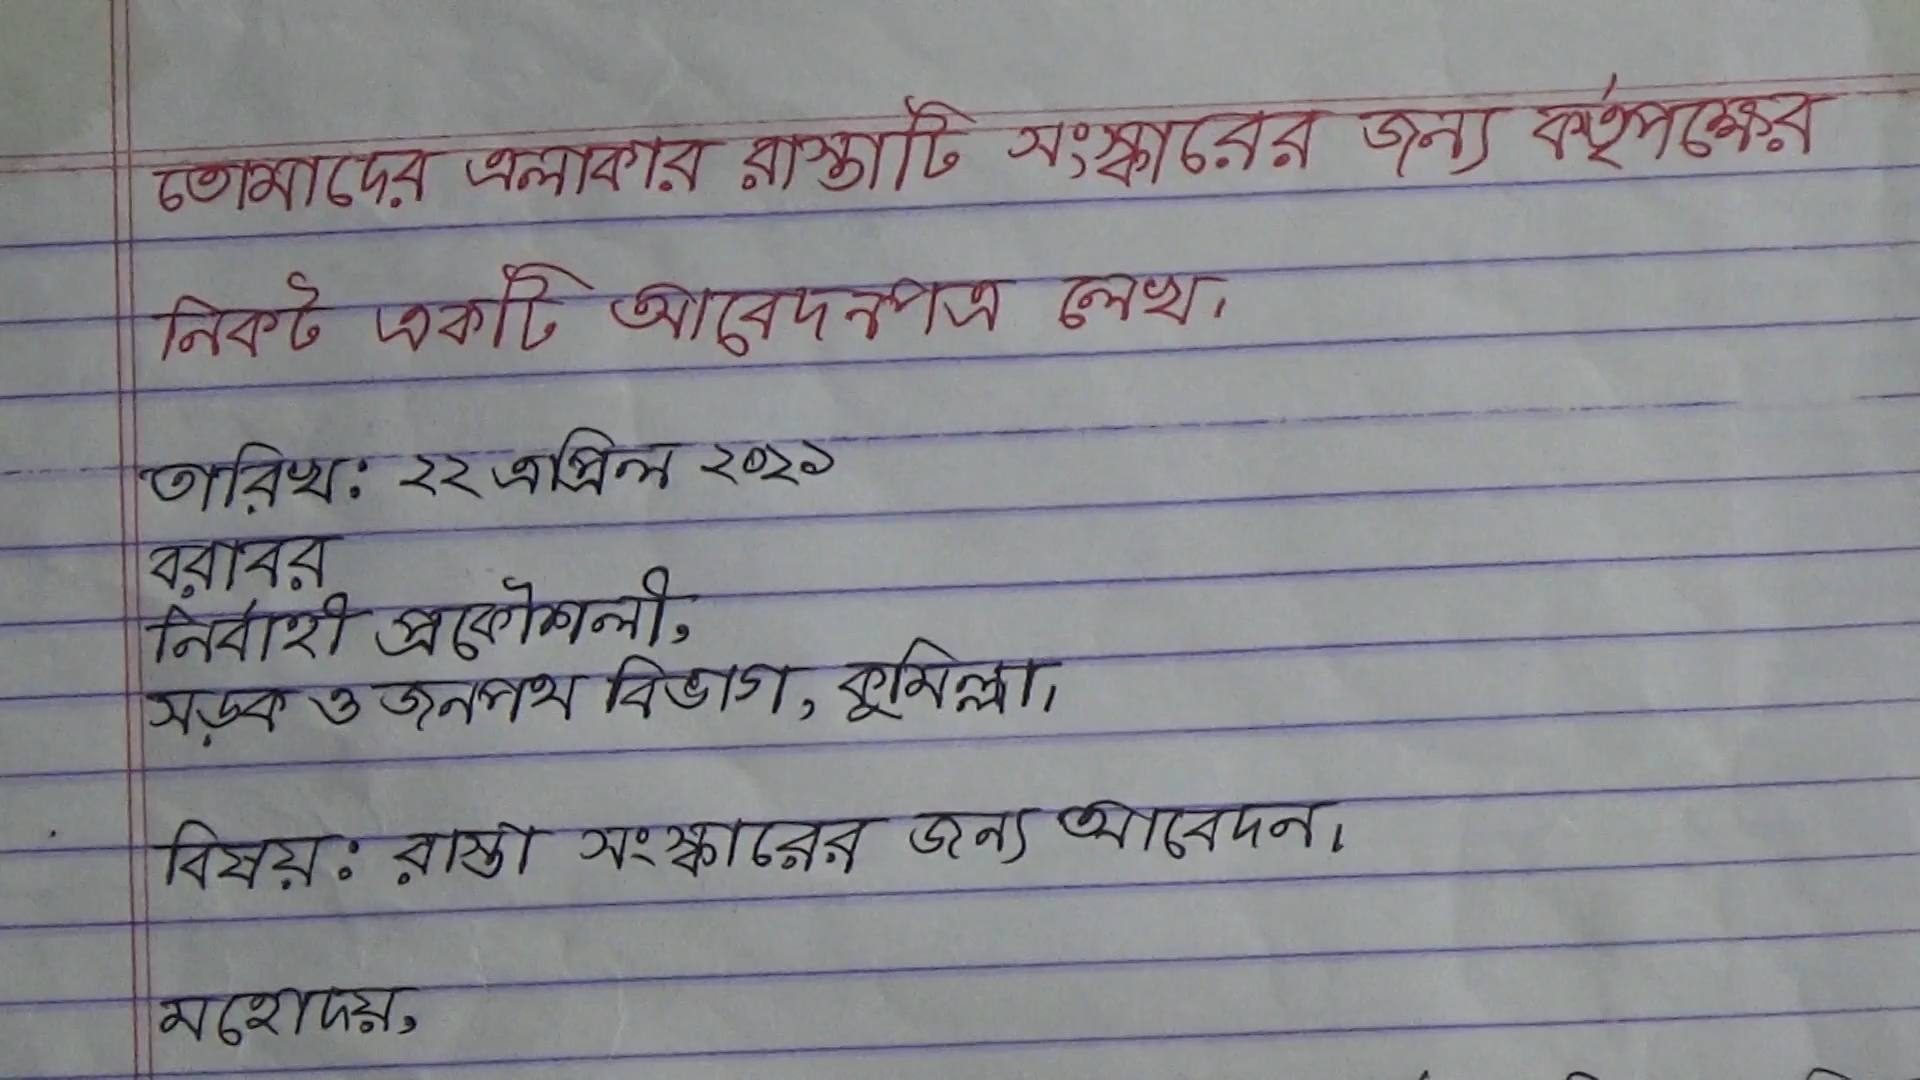 তোমাদের এলাকার রাস্তাটি সংস্কারের জন্য কর্তৃপক্ষের
নিকট একটি আবেদনপত্র লেখ।
তারিখ: ২২ এপ্রিল ২০২১
বরাবর
নির্বাহী প্রকৌশলী,
সড়ক ও জনপথ বিভাগ, কুমিল্লা।
বিষয়: রাস্তা সংস্কারের জন্য আবেদন।
মহোদয়,